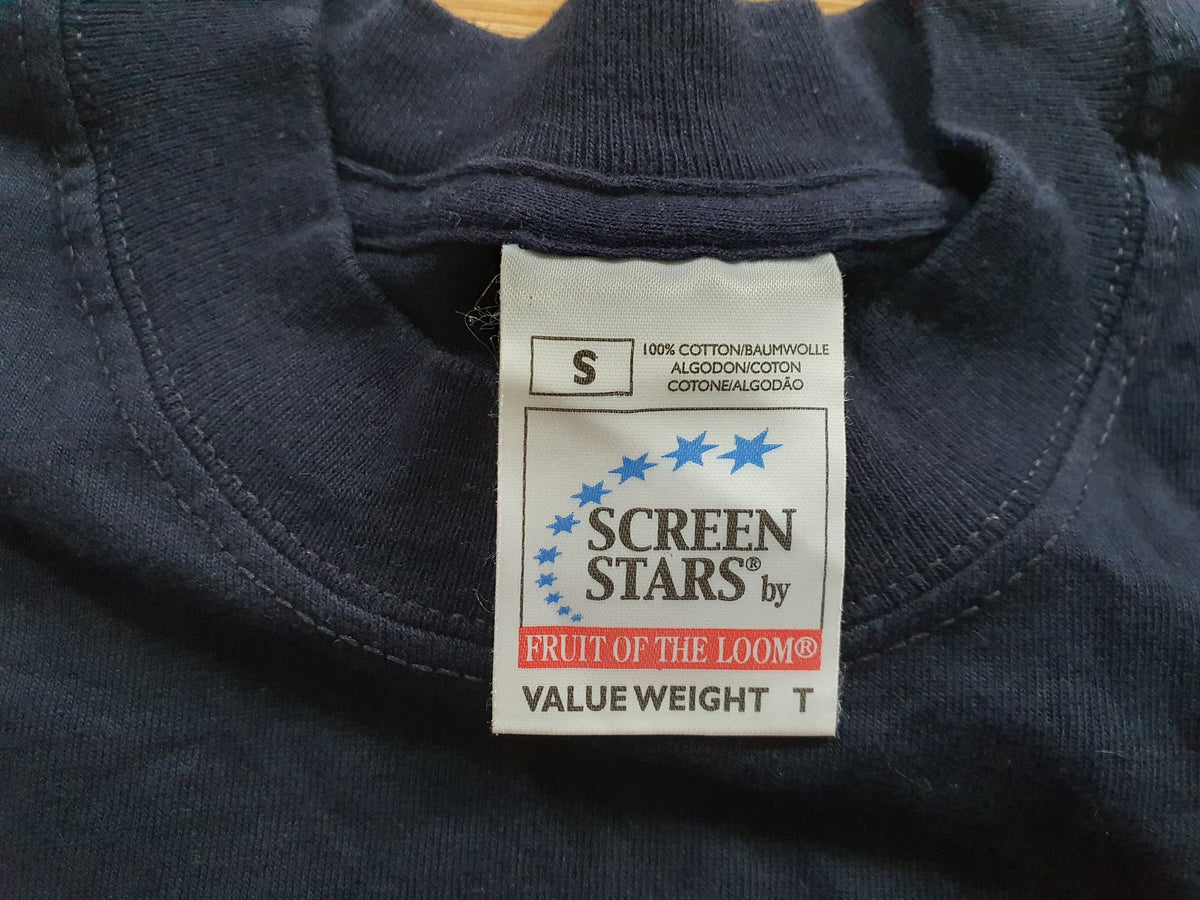 S
100% COTTON/BAUMWOLLE
ALGODON/COTON
COTONE/ALGODÃO
SCREEN
STARS® by
FRUIT OF THE LOOM®
VALUE WEIGHT T